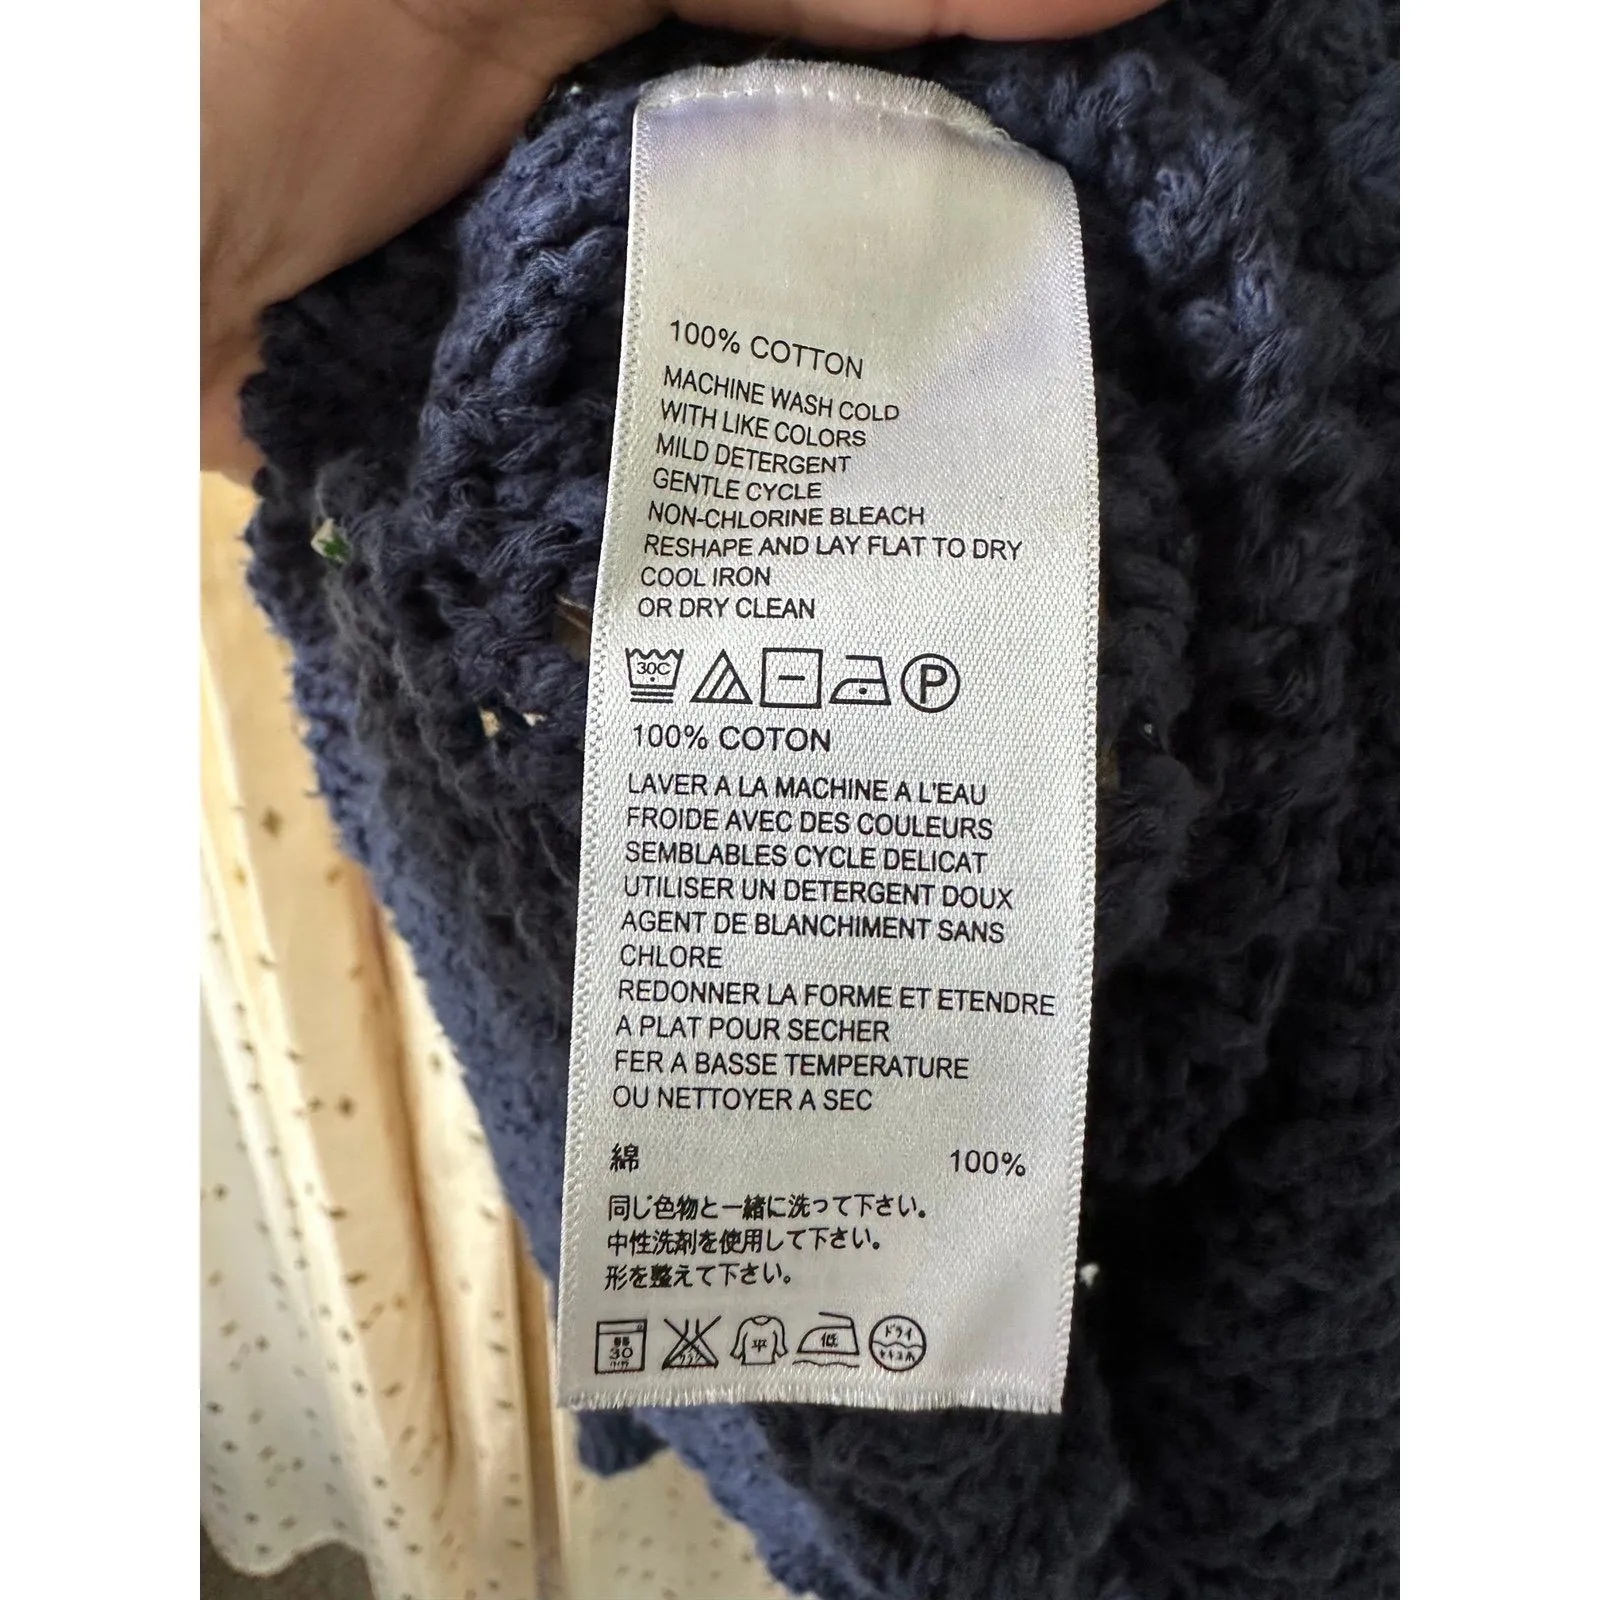 100% COTTON
MACHINE WASH COLD
WITH LIKE COLORS
MILD DETERGENT
GENTLE CYCLE
NON-CHLORINE BLEACH
RESHAPE AND LAY FLAT TO DRY
COOL IRON
OR DRY CLEAN
30C P
100% COTON
LAVER A LA MACHINE A L'EAU
FROIDE AVEC DES COULEURS
SEMBLABLES CYCLE DELICAT
UTILISER UN DETERGENT DOUX
AGENT DE BLANCHIMENT SANS
CHLORE
REDONNER LA FORME ET ETENDRE
A PLAT POUR SECHER
FER A BASSE TEMPERATURE
OU NETTOYER A SEC
綿 100%
同じ色物と一緒に洗って下さい。
中性洗剤を使用して下さい。
形を整えて下さい。
30 平 低 ドライ